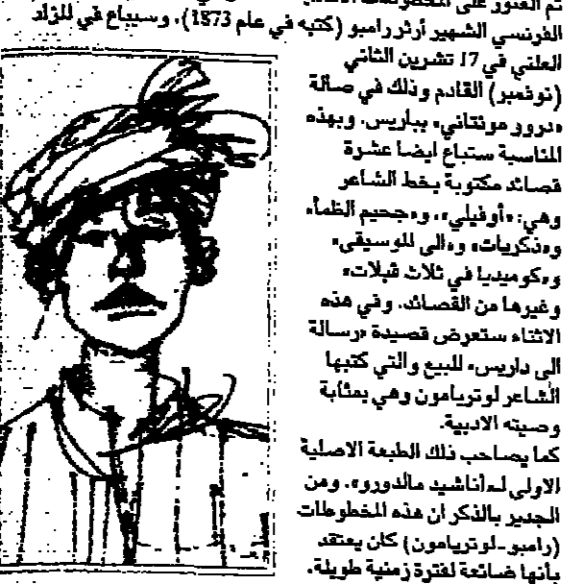 تم العثور على المخطوطات
الفرنسي الشهير أرثر رامبو (كتبه في عام 1873). وسيباع في المزاد
العلني في 17 تشرين الثاني
(نوفمبر) القادم وذلك في صالة
«دروور مونتاني» بباريس. وبهذه
المناسبة ستباع ايضا عشرة
قصائد مكتوبة بخط الشاعر
وهي: «أوفيلي»، و«جحيم الظمأ»
و«ذكريات» و«الى الموسيقى»
و«كوميديا في ثلاث قبلات»
وغيرها من القصائد. وفي هذه
الاثناء ستعرض قصيدة «رسالة
الى داريس» للبيع والتي كتبها
الشاعر لوتريامون وهي بمثابة
وصيته الادبية.
كما يصاحب ذلك الطبعة الاصلية
الاولى لـ«أناشيد مالدورو». ومن
الجدير بالذكر ان هذه المخطوطات
(رامبو ـ لوتريامون) كان يعتقد
بأنها ضائعة لفترة زمنية طويلة.